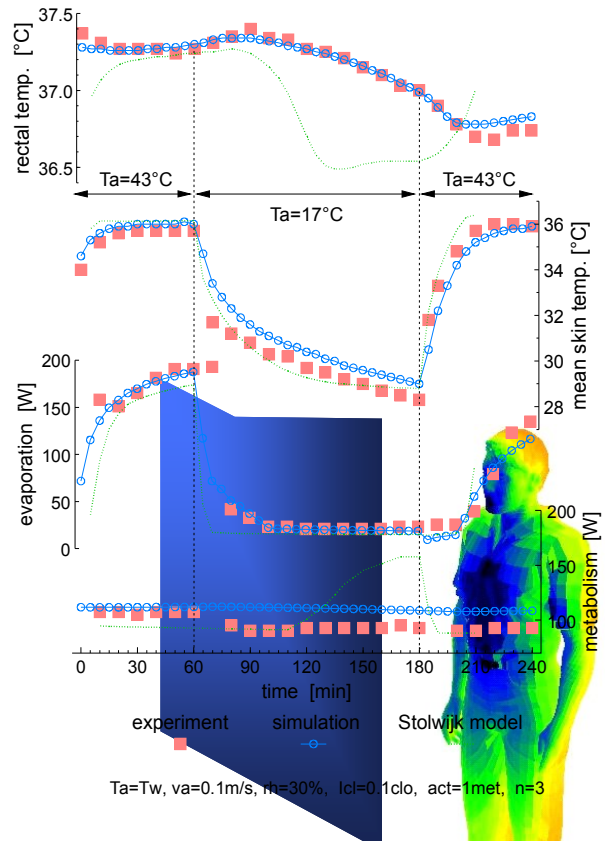 rectal temp. [°C]
37.5
37.0
36.5
Ta=43°C
Ta=17°C
Ta=43°C
mean skin temp. [°C]
36
34
32
30
28
evaporation [W]
200
150
100
50
0
metabolism [W]
200
150
100
0 30 60 90 120 150 180 210 240
time [min]
experiment simulation Stolwijk model
Ta=Tw, va=0.1m/s, rh=30%, Icl=0.1clo, act=1met, n=3